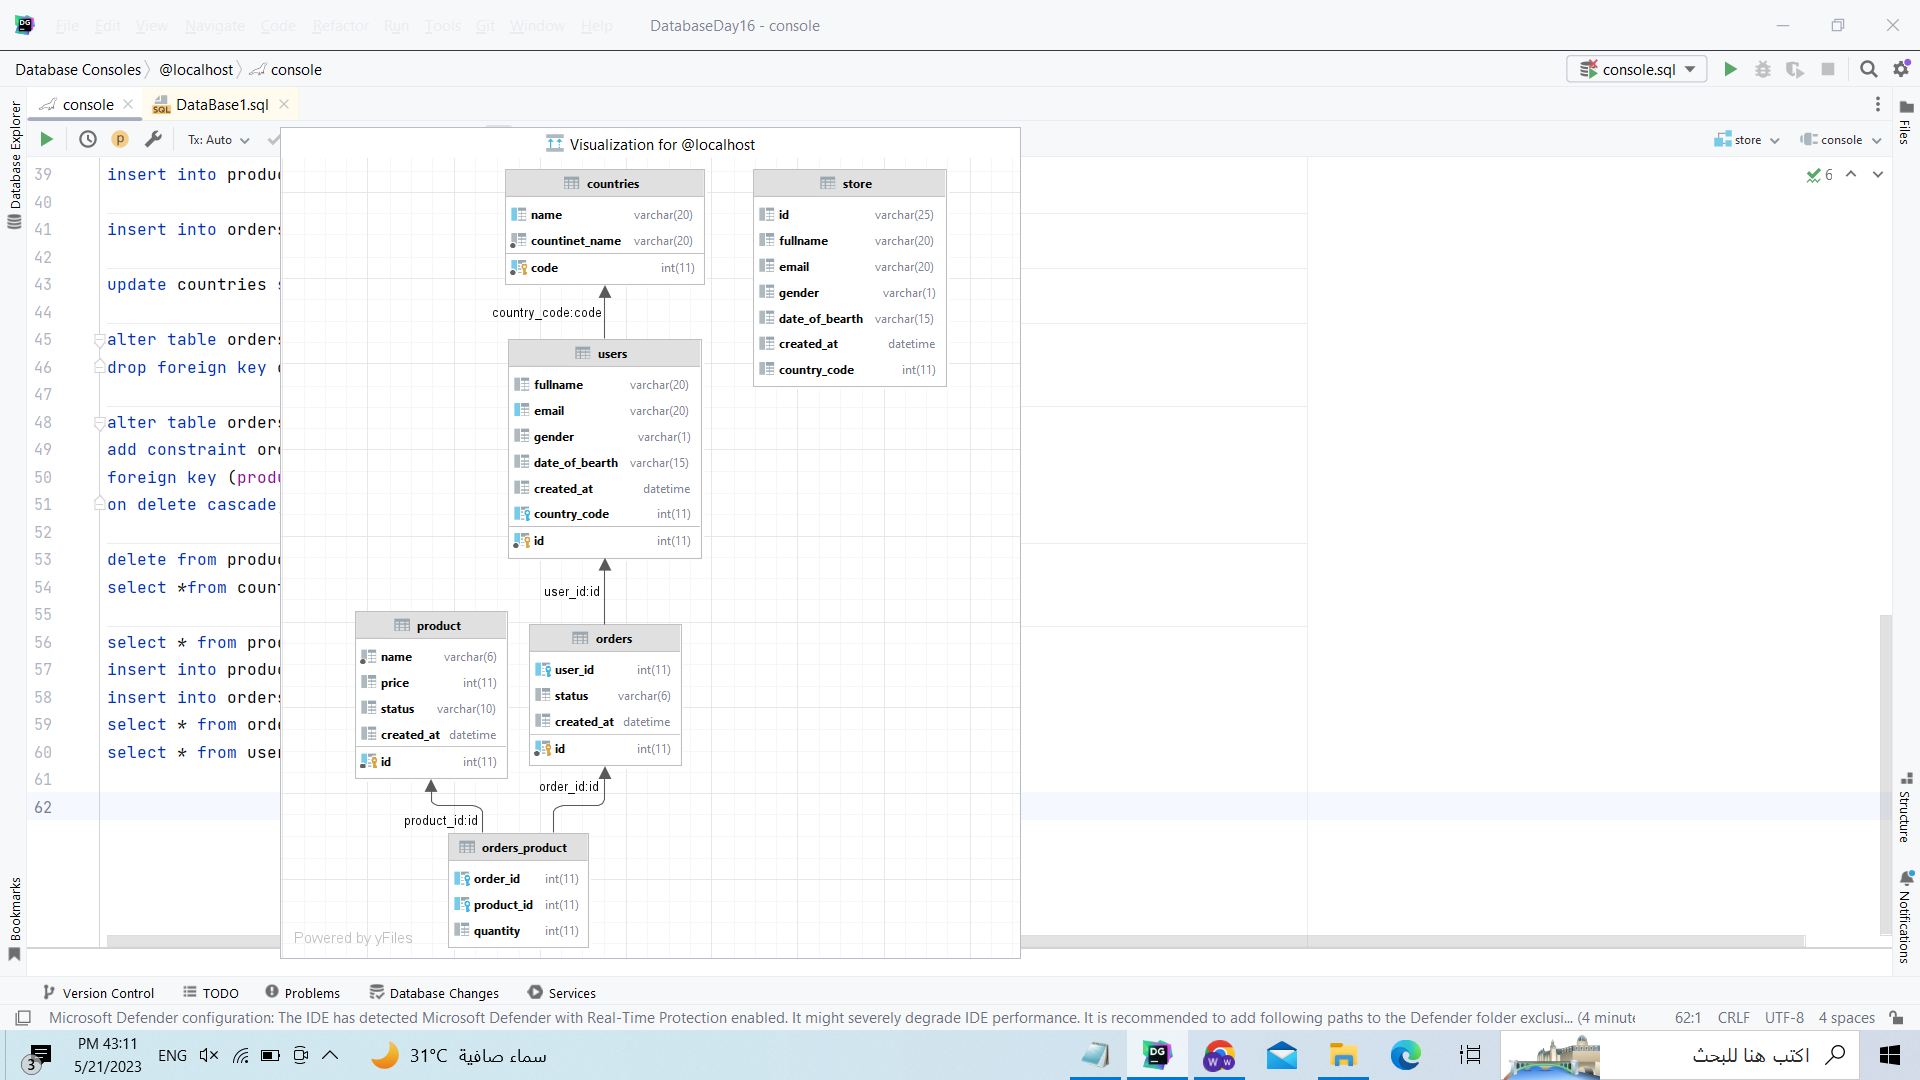 File Edit View Navigate Code Refactor Run Tools Git Window Help DatabaseDay16 - console
Database Consoles @localhost console
console.sql
console DataBase1.sql
Tx: Auto
store console
Database Explorer
Files
Structure
Notifications
Bookmarks
6
39 insert into produ
40
41 insert into orders
42
43 update countries s
44
45 alter table orders
46 drop foreign key
47
48 alter table orders
49 add constraint or
50 foreign key (produ
51 on delete cascade
52
53 delete from produ
54 select *from count
55
56 select * from pro
57 insert into produ
58 insert into orders
59 select * from ord
60 select * from user
61
62
Visualization for @localhost
countries
name varchar(20)
countinet_name varchar(20)
code int(11)
store
id varchar(25)
fullname varchar(20)
email varchar(20)
gender varchar(1)
date_of_bearth varchar(15)
created_at datetime
country_code int(11)
country_code:code
users
fullname varchar(20)
email varchar(20)
gender varchar(1)
date_of_bearth varchar(15)
created_at datetime
country_code int(11)
id int(11)
user_id:id
product
name varchar(6)
price int(11)
status varchar(10)
created_at datetime
id int(11)
orders
user_id int(11)
status varchar(6)
created_at datetime
id int(11)
order_id:id
product_id:id
orders_product
order_id int(11)
product_id int(11)
quantity int(11)
Powered by yFiles
Version Control TODO Problems Database Changes Services
Microsoft Defender configuration: The IDE has detected Microsoft Defender with Real-Time Protection enabled. It might severely degrade IDE performance. It is recommended to add following paths to the Defender folder exclusi... (4 minute 62:1 CRLF UTF-8 4 spaces
3
PM 43:11
5/21/2023
ENG
31°C سماء صافية
اكتب هنا للبحث